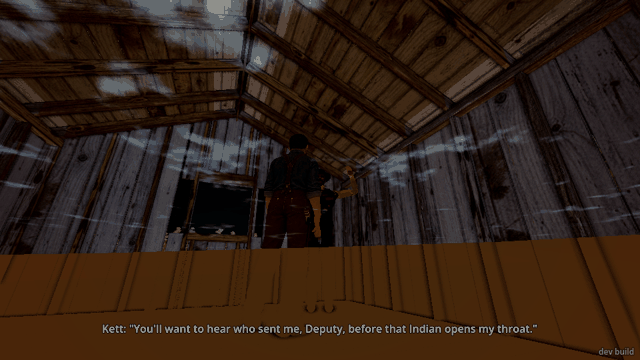 Kett: "You'll want to hear who sent me, Deputy, before that Indian opens my throat."
dev build